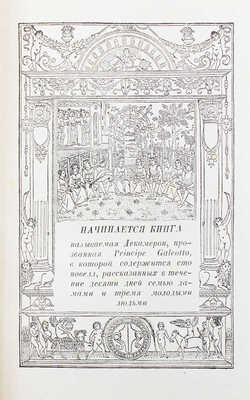 НАЧИНАЕТСЯ КНИГА
называемая Декамерон, про-
званная Principe Galeotto,
в которой содержится сто
новелл, рассказанных в тече-
ние десяти дней семью да-
мами и тремя молодыми
людьми